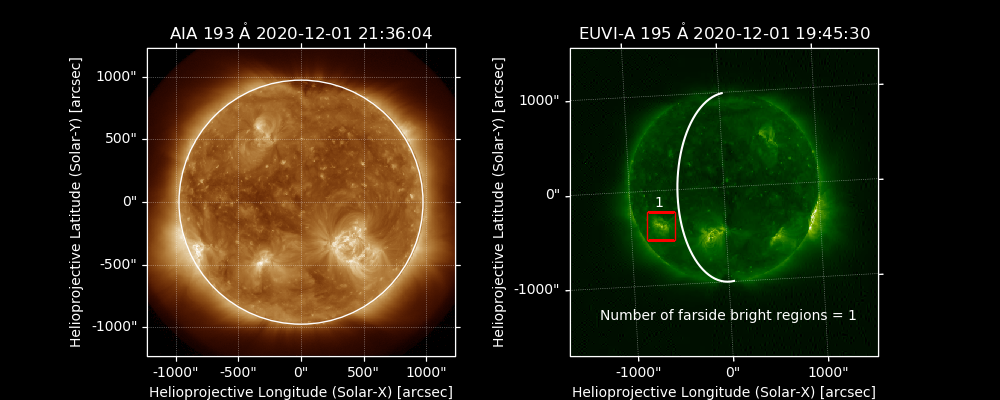 AIA 193 Å 2020-12-01 21:36:04
Helioprojective Latitude (Solar-Y) [arcsec]
1000"
500"
0"
-500"
-1000"
-1000"
-500"
0"
500"
1000"
Helioprojective Longitude (Solar-X) [arcsec]
EUVI-A 195 Å 2020-12-01 19:45:30
Helioprojective Latitude (Solar-Y) [arcsec]
1000"
0"
-1000"
1
Number of farside bright regions = 1
-1000"
0"
1000"
Helioprojective Longitude (Solar-X) [arcsec]